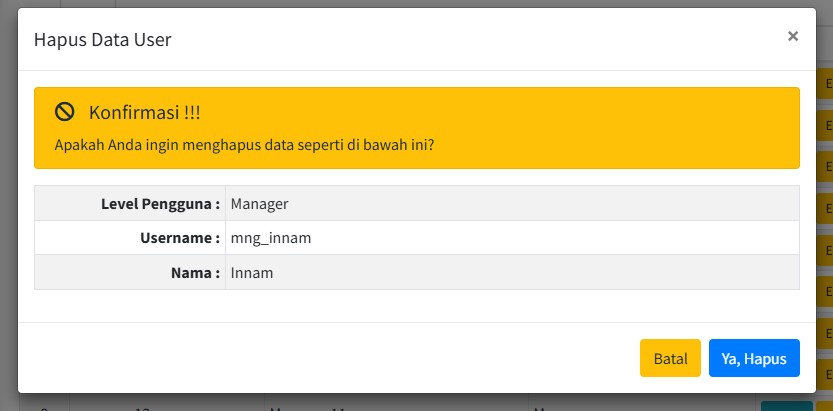 Hapus Data User ×
Konfirmasi !!!
Apakah Anda ingin menghapus data seperti di bawah ini?
Level Pengguna : Manager
Username : mng_innam
Nama : Innam
Batal Ya, Hapus